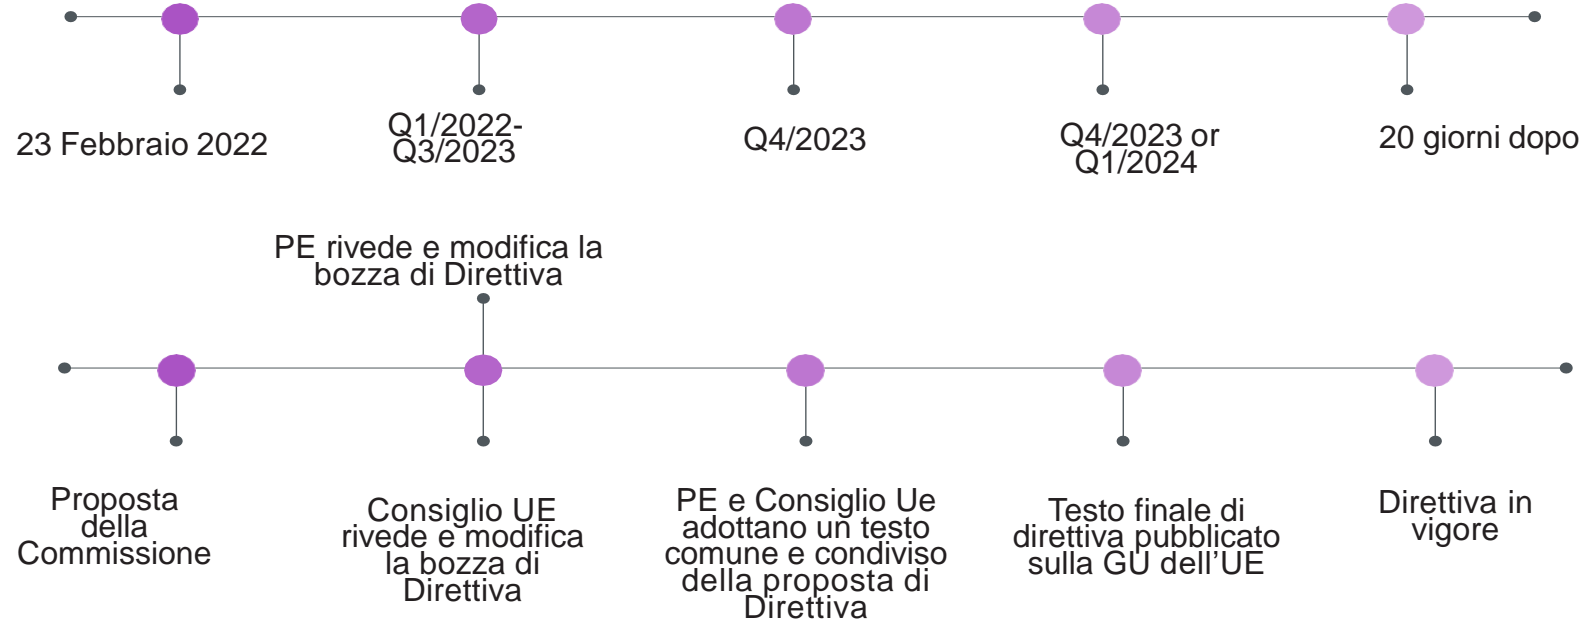 23 Febbraio 2022
Q1/2022-
Q3/2023
Q4/2023
Q4/2023 or
Q1/2024
20 giorni dopo
PE rivede e modifica la
bozza di Direttiva
Proposta
della
Commissione
Consiglio UE
rivede e modifica
la bozza di
Direttiva
PE e Consiglio Ue
adottano un testo
comune e condiviso
della proposta di
Direttiva
Testo finale di
direttiva pubblicato
sulla GU dell’UE
Direttiva in
vigore